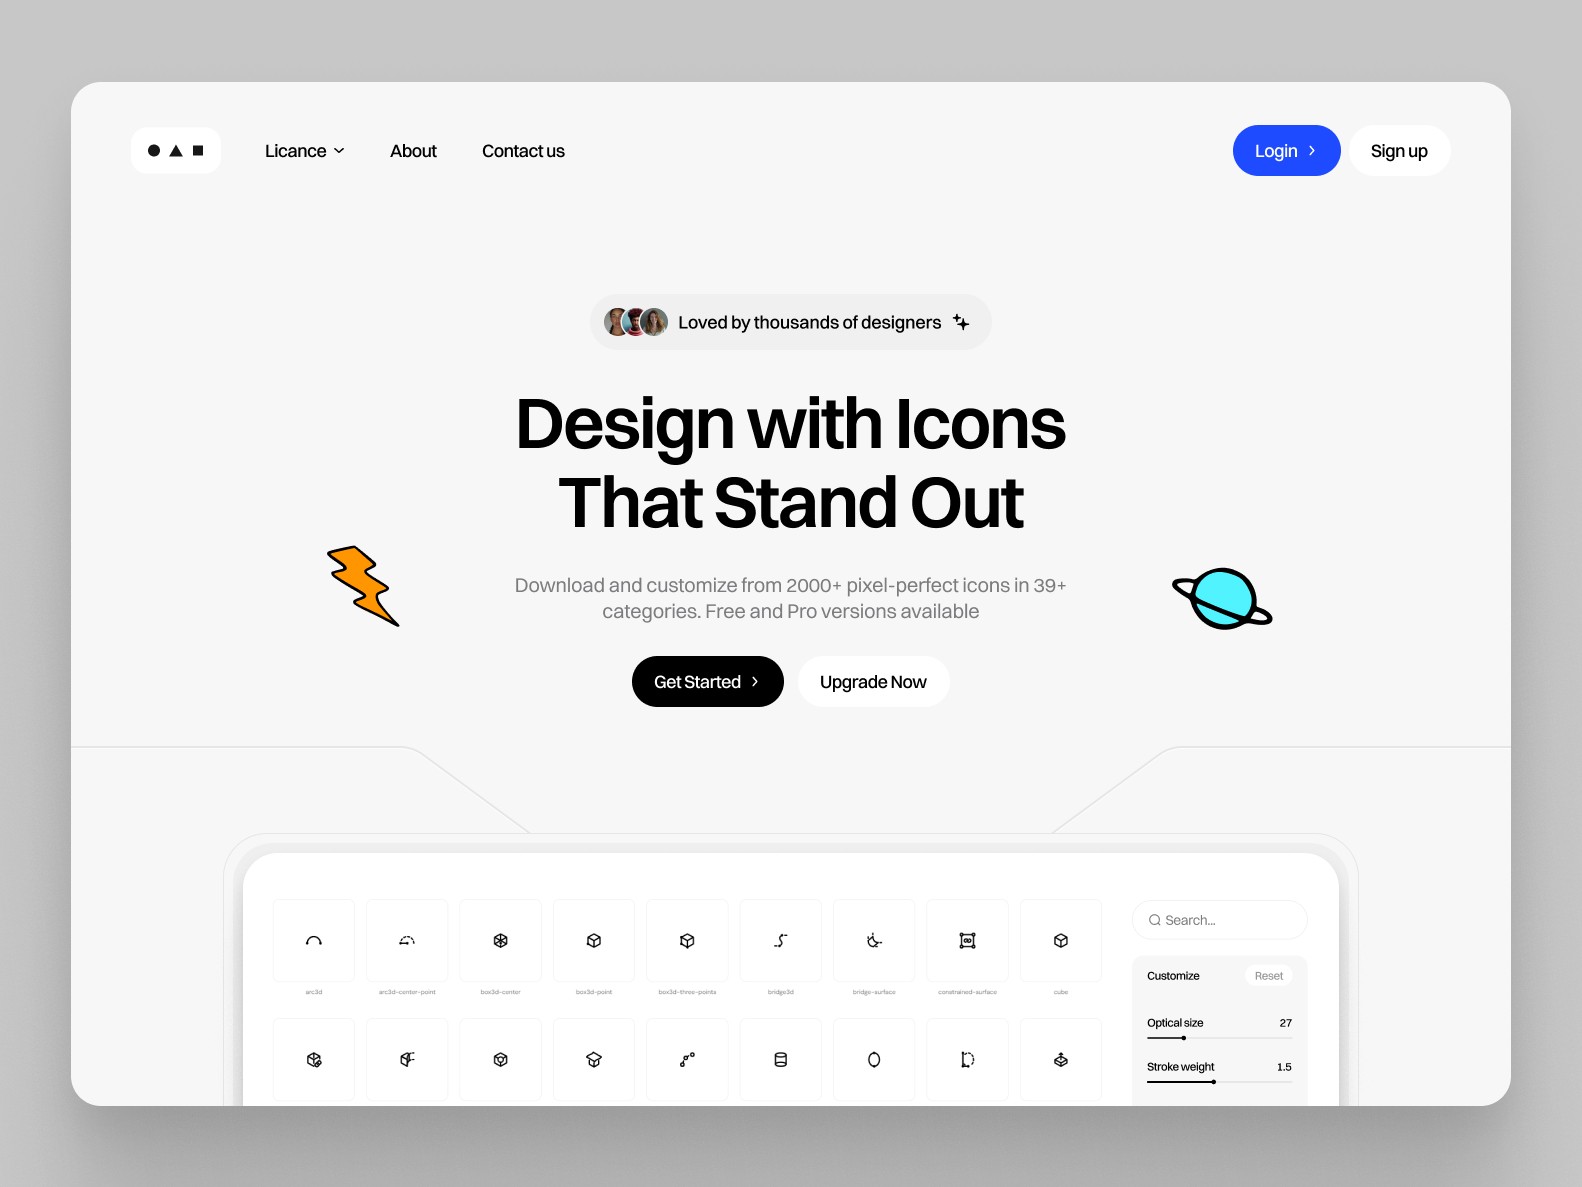 Licance
About
Contact us
Login
Sign up
Loved by thousands of designers
Design with Icons
That Stand Out
Download and customize from 2000+ pixel-perfect icons in 39+
categories. Free and Pro versions available
Get Started
Upgrade Now
arc3d
arc3d-center-point
box3d-center
box3d-point
box3d-three-points
bridge3d
bridge-surface
constrained-surface
cube
Search...
Customize
Reset
Optical size
27
Stroke weight
1.5